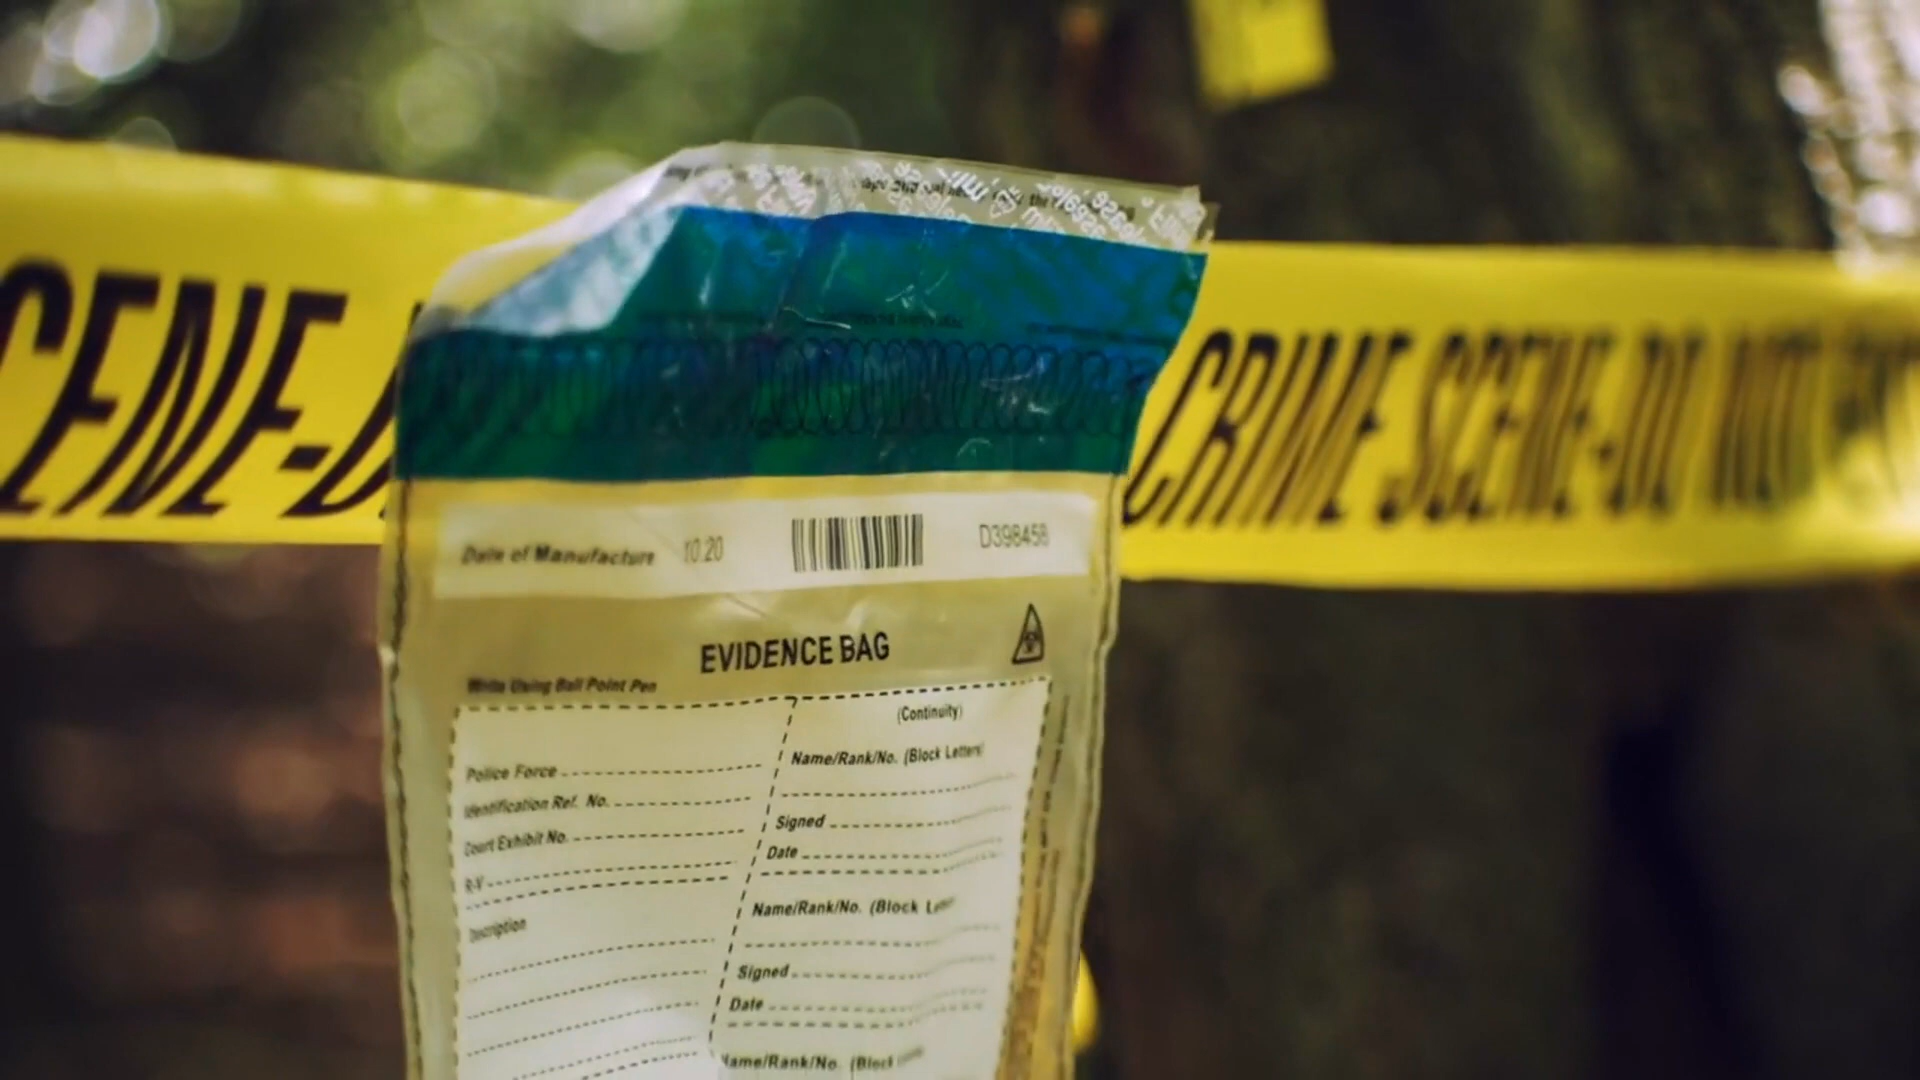 CENE-D
CRIME SCENE-DO NOT
Date of Manufacture 10.20 D398458
EVIDENCE BAG
Write Using Ball Point Pen
(Continuity)
Police Force
Name/Rank/No. (Block Letters)
Identification Ref. No.
Court Exhibit No.
Signed
R-V
Date
Description
Name/Rank/No. (Block
Signed
Date
Name/Rank/No. (Block